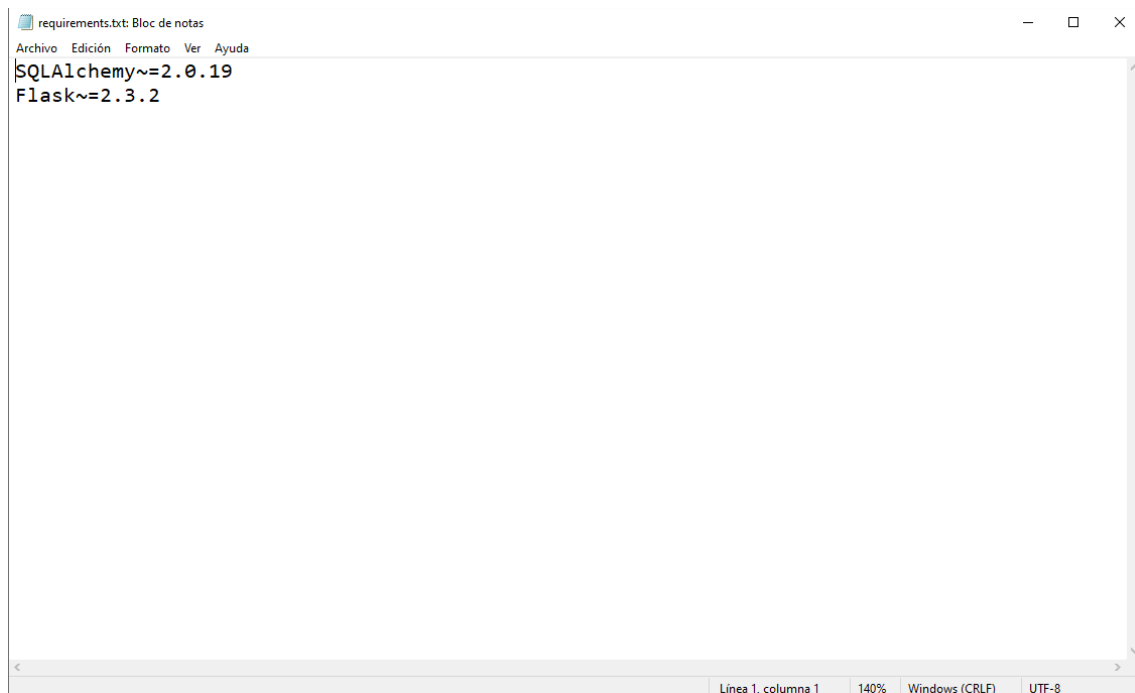 requirements.txt: Bloc de notas
Archivo Edición Formato Ver Ayuda
SQLAlchemy~=2.0.19
Flask~=2.3.2
Línea 1, columna 1 140% Windows (CRLF) UTF-8